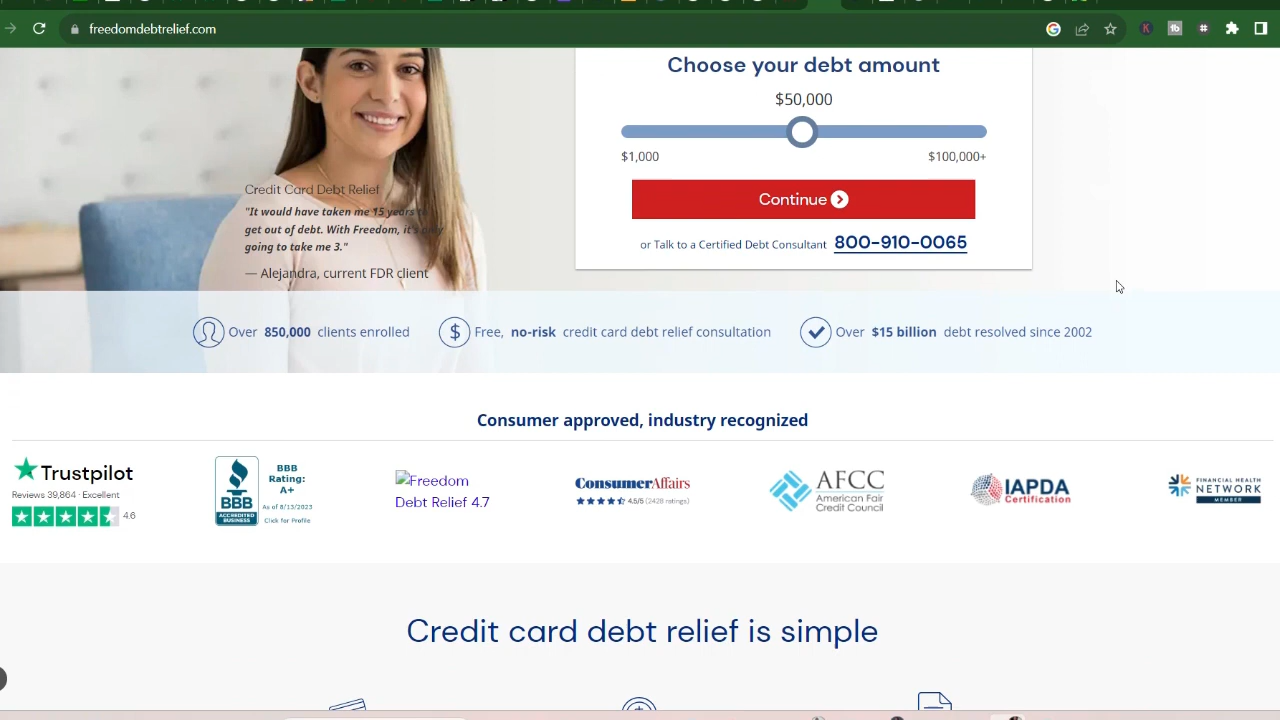 freedomdebtrelief.com
Choose your debt amount
$50,000
$1,000
$100,000+
Continue
or Talk to a Certified Debt Consultant 800-910-0065
Credit Card Debt Relief
"It would have taken me 15 years to
get out of debt. With Freedom, it's only
going to take me 3."
— Alejandra, current FDR client
Over 850,000 clients enrolled
Free, no-risk credit card debt relief consultation
Over $15 billion debt resolved since 2002
Consumer approved, industry recognized
Trustpilot
Reviews 39,864 · Excellent
4.6
BBB
ACCREDITED
BUSINESS
BBB
Rating:
A+
As of 8/13/2023
Click for Profile
Freedom
Debt Relief 4.7
ConsumerAffairs
4.5/5 (2428 ratings)
AFCC
American Fair
Credit Council
IAPDA
Certification
FINANCIAL HEALTH
NETWORK
MEMBER
Credit card debt relief is simple